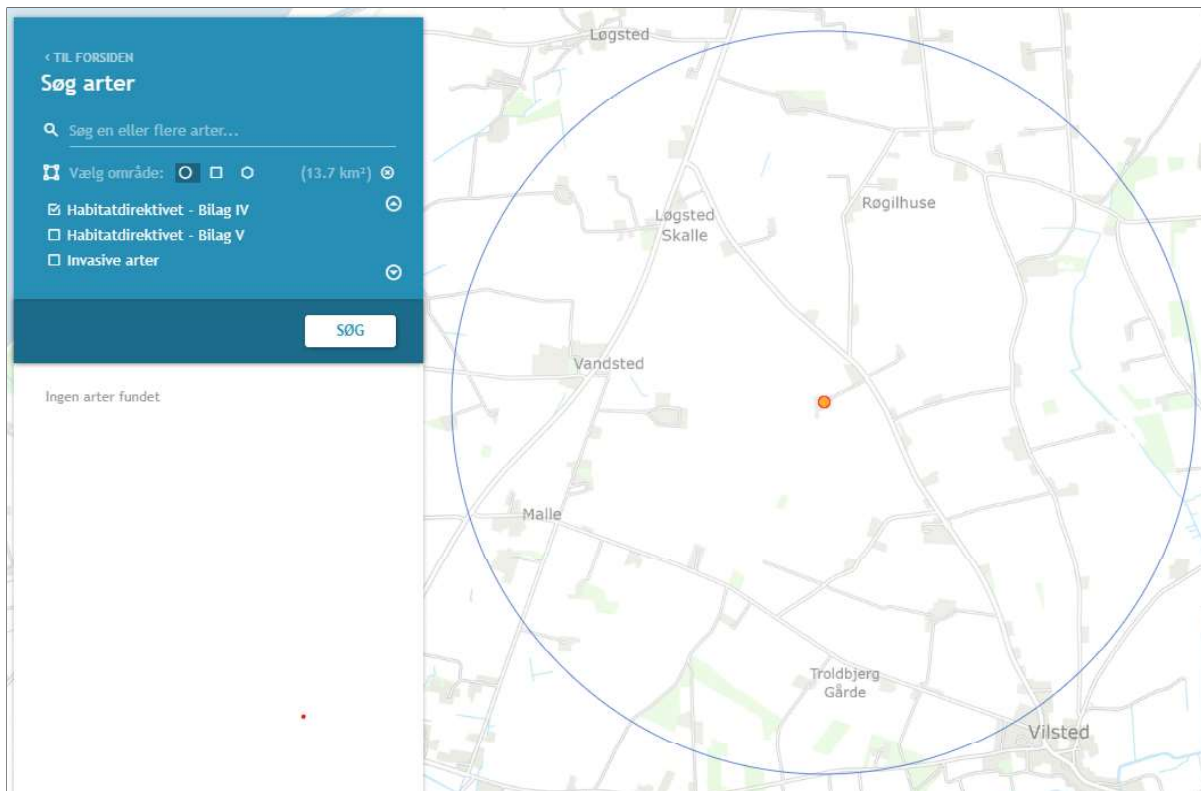 ‹ TIL FORSIDEN
Søg arter
Søg en eller flere arter...
Vælg område: (13.7 km²)
Habitatdirektivet - Bilag IV
Habitatdirektivet - Bilag V
Invasive arter
SØG
Ingen arter fundet
Løgsted
Røgilhuse
Løgsted
Skalle
Vandsted
Malle
Troldbjerg
Gårde
Vilsted